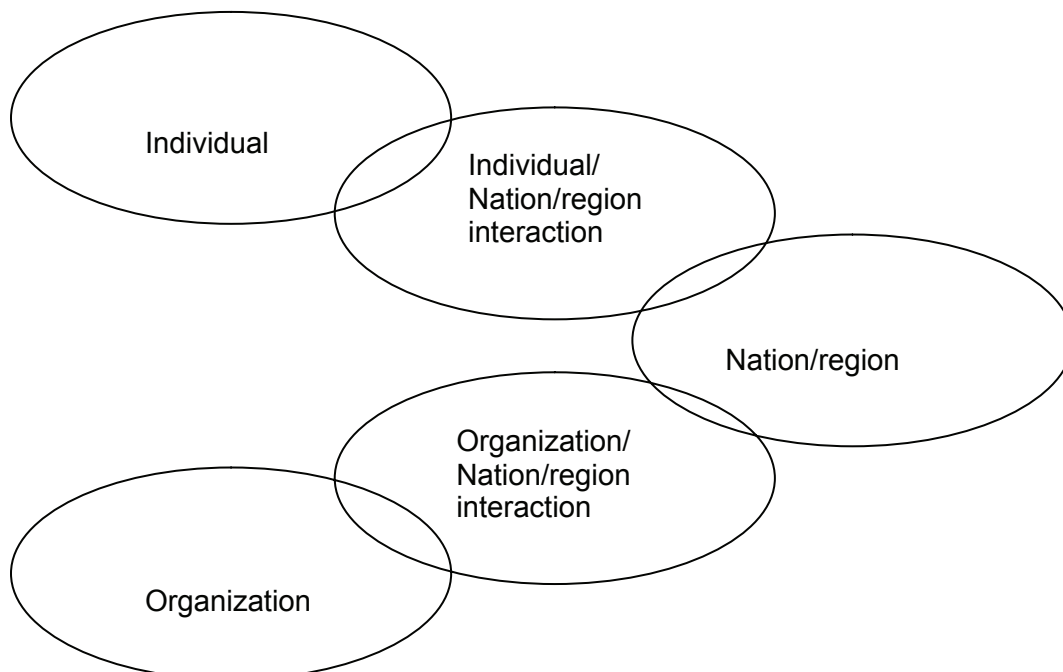 Individual
Individual/
Nation/region
interaction
Nation/region
Organization/
Nation/region
interaction
Organization